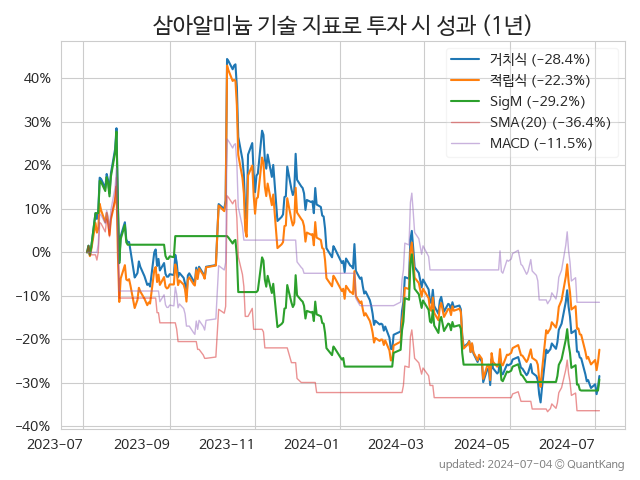 삼아알미늄 기술 지표로 투자 시 성과 (1년)
거치식 (−28.4%)
적립식 (−22.3%)
SigM (−29.2%)
SMA(20) (−36.4%)
MACD (−11.5%)
40%
30%
20%
10%
0%
−10%
−20%
−30%
−40%
2023-07 2023-09 2023-11 2024-01 2024-03 2024-05 2024-07
updated: 2024-07-04 © QuantKang